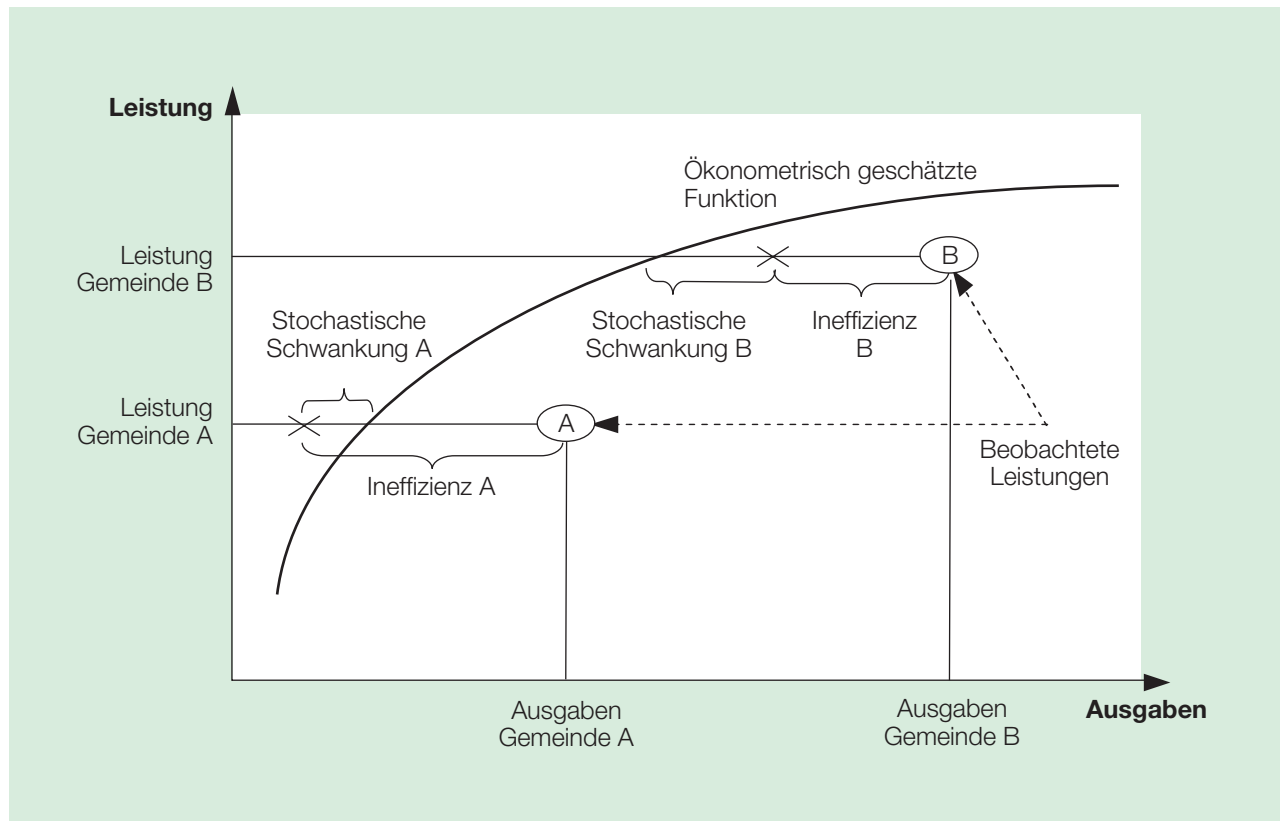 Leistung
Ökonometrisch geschätzte
Funktion
Leistung
Gemeinde B
B
Stochastische
Schwankung A
Stochastische
Schwankung B
Ineffizienz
B
Leistung
Gemeinde A
A
Beobachtete
Leistungen
Ineffizienz A
Ausgaben
Gemeinde A
Ausgaben
Gemeinde B
Ausgaben